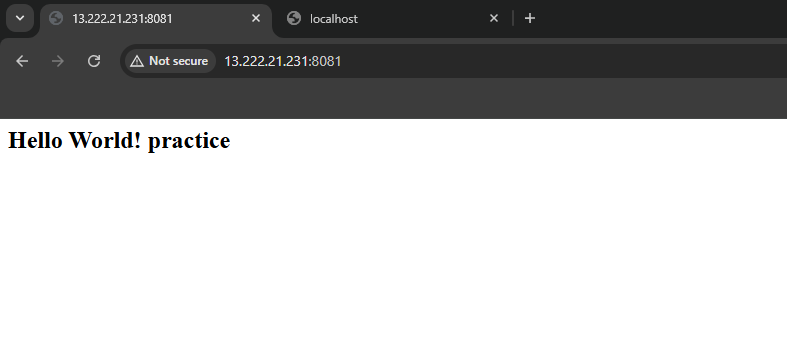 13.222.21.231:8081
localhost
Not secure
13.222.21.231:8081
Hello World! practice